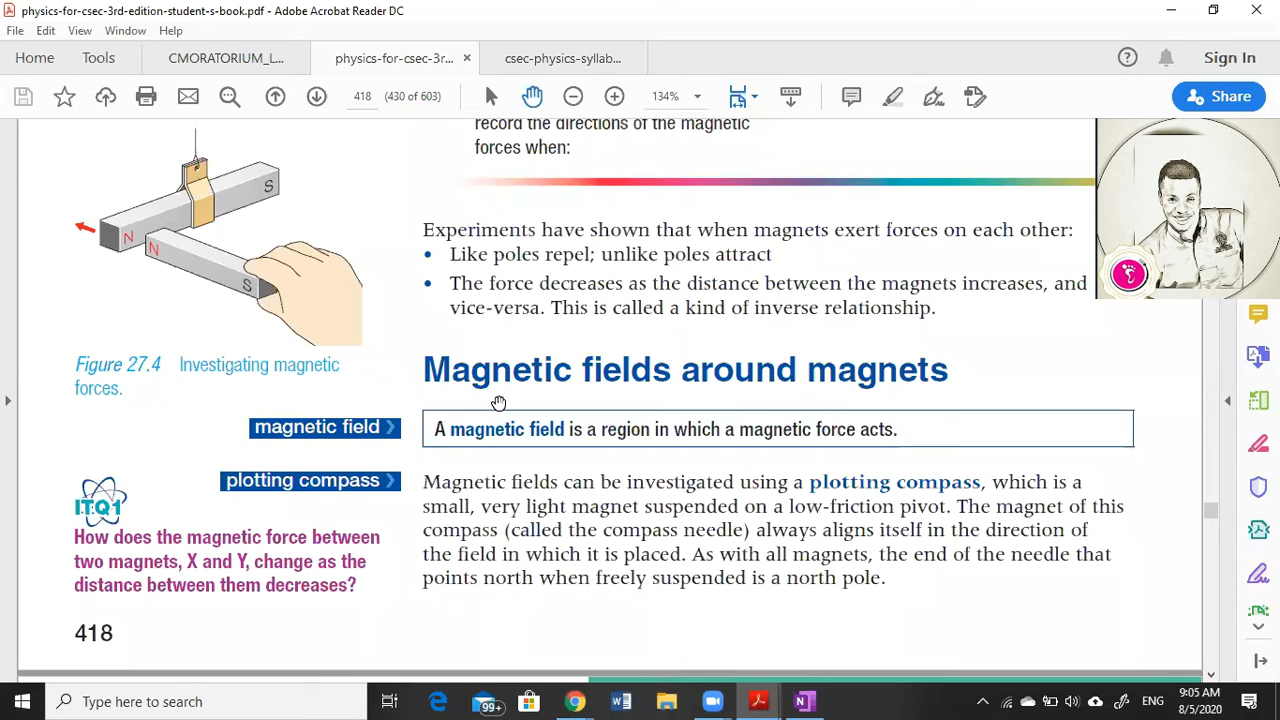 physics-for-csec-3rd-edition-student-s-book.pdf - Adobe Acrobat Reader DC
File Edit View Window Help
Home Tools CMORATORIUM_L... physics-for-csec-3r... × csec-physics-syllab... Sign In
418 (430 of 603) 134% Share
record the directions of the magnetic
forces when:
S
N
N
S
Experiments have shown that when magnets exert forces on each other:
• Like poles repel; unlike poles attract
• The force decreases as the distance between the magnets increases, and
vice-versa. This is called a kind of inverse relationship.
Figure 27.4 Investigating magnetic
forces.
Magnetic fields around magnets
magnetic field
A magnetic field is a region in which a magnetic force acts.
plotting compass
Magnetic fields can be investigated using a plotting compass, which is a
small, very light magnet suspended on a low-friction pivot. The magnet of this
compass (called the compass needle) always aligns itself in the direction of
the field in which it is placed. As with all magnets, the end of the needle that
points north when freely suspended is a north pole.
ITQ1
How does the magnetic force between
two magnets, X and Y, change as the
distance between them decreases?
418
Type here to search
99+
ENG
9:05 AM
8/5/2020